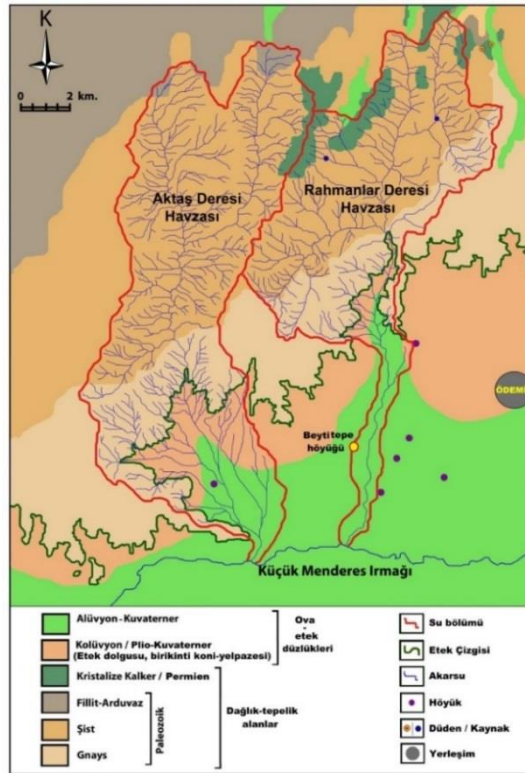 K
0 2 km.
Aktaş Deresi
Havzası
Rahmanlar Deresi
Havzası
ÖDEMİ
Beytitepe
höyüğü
Küçük Menderes Irmağı
Alüvyon-Kuvaterner
Kolüvyon / Plio-Kuvaterner
(Etek dolgusu, birikinti koni-yelpazesi)
Ova
-
etek
düzlükleri
Kristalize Kalker / Permien
Fillit-Arduvaz
Şist
Gnays
Paleozoik
Dağlık-tepelik
alanlar
Su bölümü
Etek Çizgisi
Akarsu
Höyük
Düden / Kaynak
Yerleşim